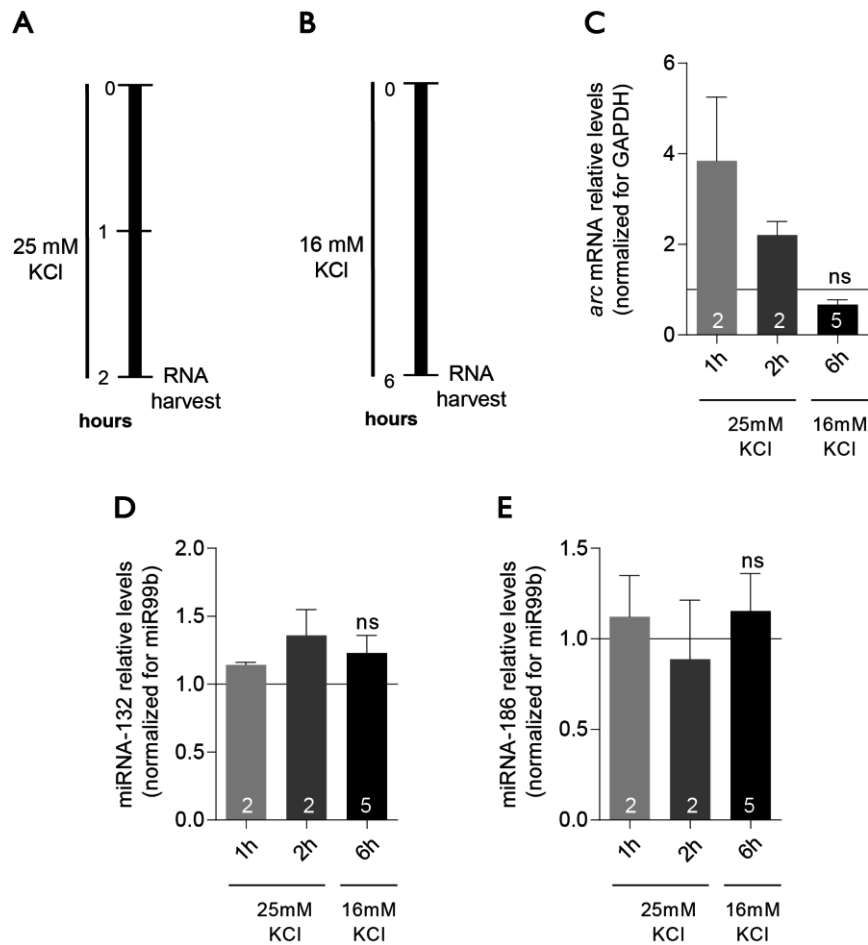 A
0
1
25 mM
KCl
2
RNA
harvest
hours
B
0
16 mM
KCl
6
RNA
harvest
hours
C
arc mRNA relative levels
(normalized for GAPDH)
6
4
2
0
ns
2
2
5
1h
2h
6h
25mM
KCl
16mM
KCl
D
miRNA-132 relative levels
(normalized for miR99b)
2.0
1.5
1.0
0.5
0.0
ns
2
2
5
1h
2h
6h
25mM
KCl
16mM
KCl
E
miRNA-186 relative levels
(normalized for miR99b)
1.5
1.0
0.5
0.0
ns
2
2
5
1h
2h
6h
25mM
KCl
16mM
KCl